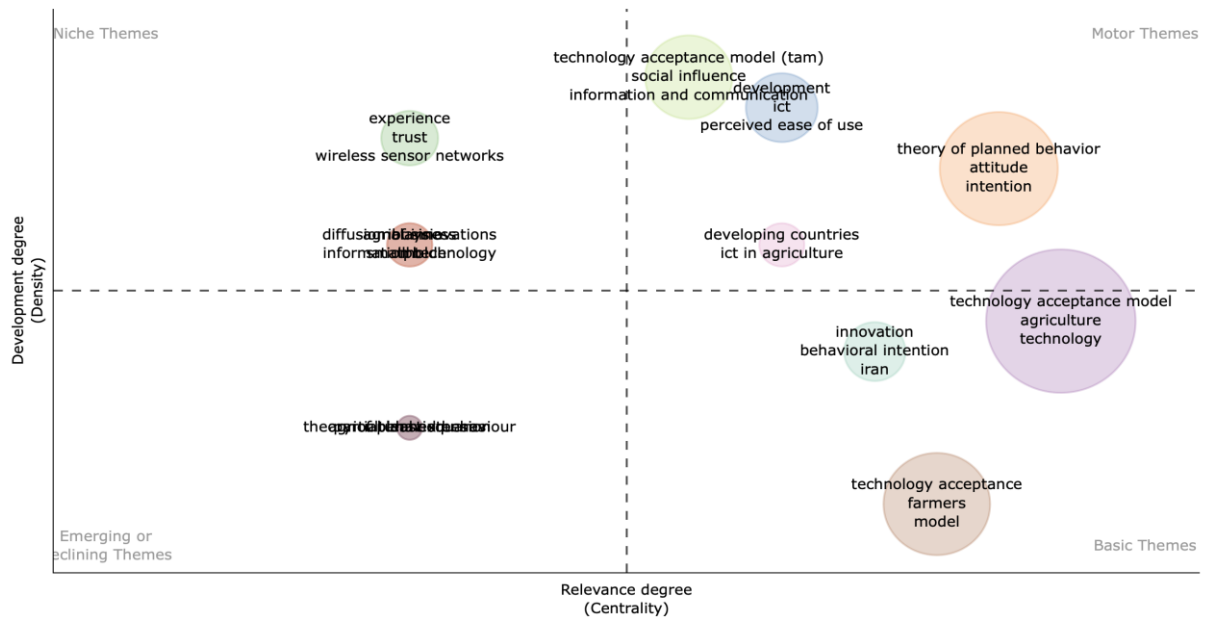 Niche Themes
Motor Themes
technology acceptance model (tam)
social influence
information and communication
development
ict
perceived ease of use
experience
trust
wireless sensor networks
theory of planned behavior
attitude
intention
diffusion
innovations
technology
developing countries
ict in agriculture
Development degree
(Density)
technology acceptance model
agriculture
technology
innovation
behavioral intention
iran
technology acceptance
farmers
model
Emerging or
eclining Themes
Basic Themes
Relevance degree
(Centrality)